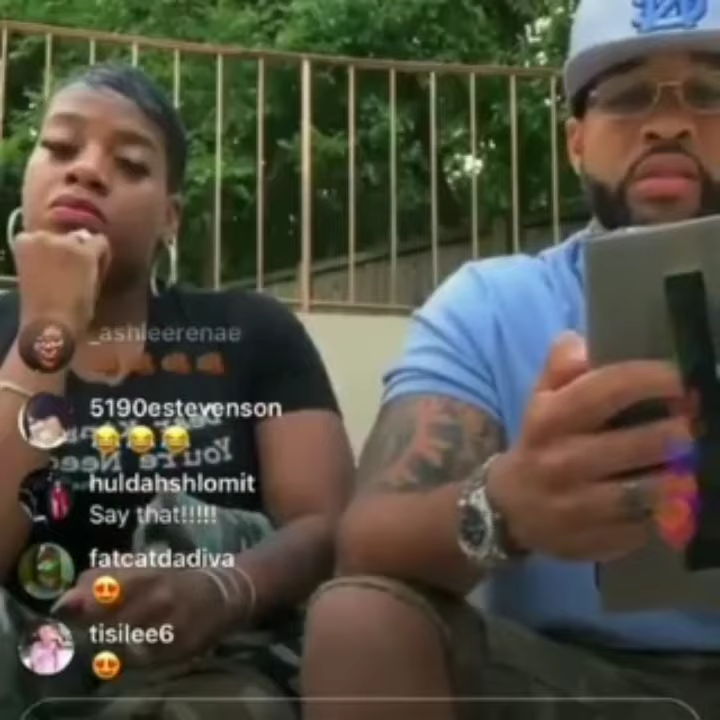 _ashleerenae
5190estevenson
huldahshlomit
Say that!!!!!
fatcatdadiva
tisilee6